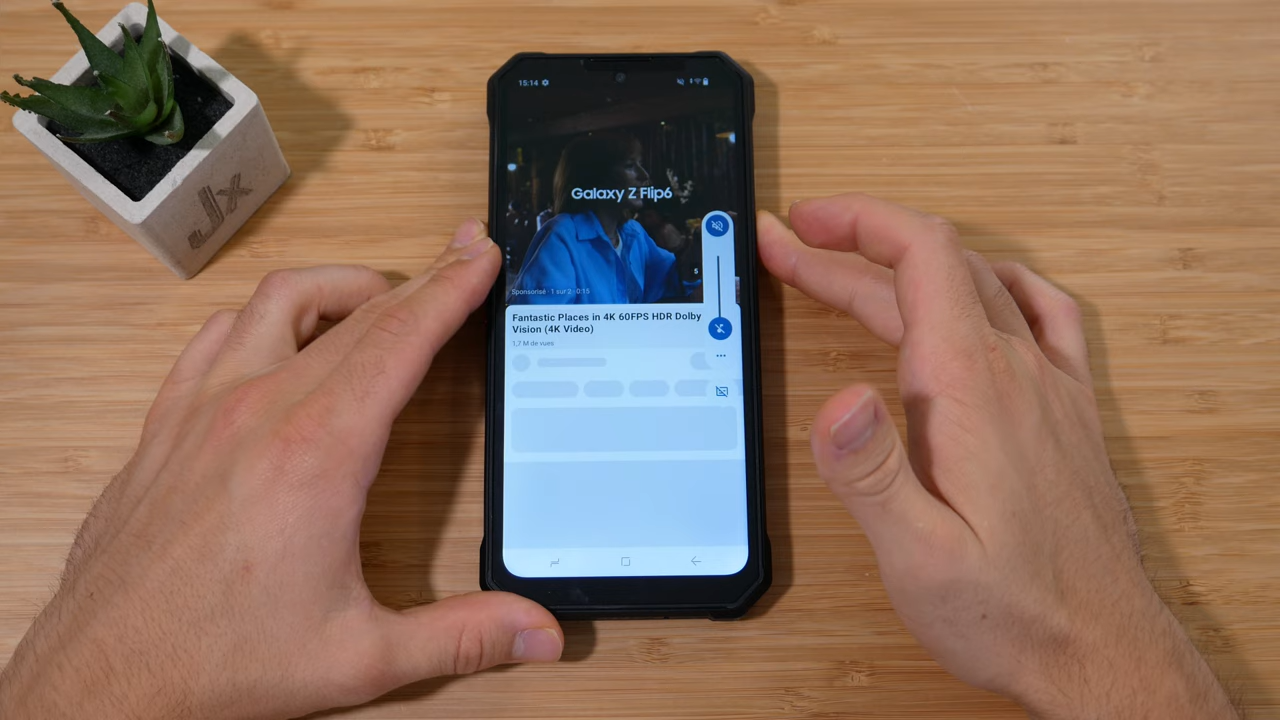 15:14
Galaxy Z Flip6
5
Sponsorisé · 1 sur 2 · 0:15
Fantastic Places in 4K 60FPS HDR Dolby
Vision (4K Video)
1,7 M de vues
Jx